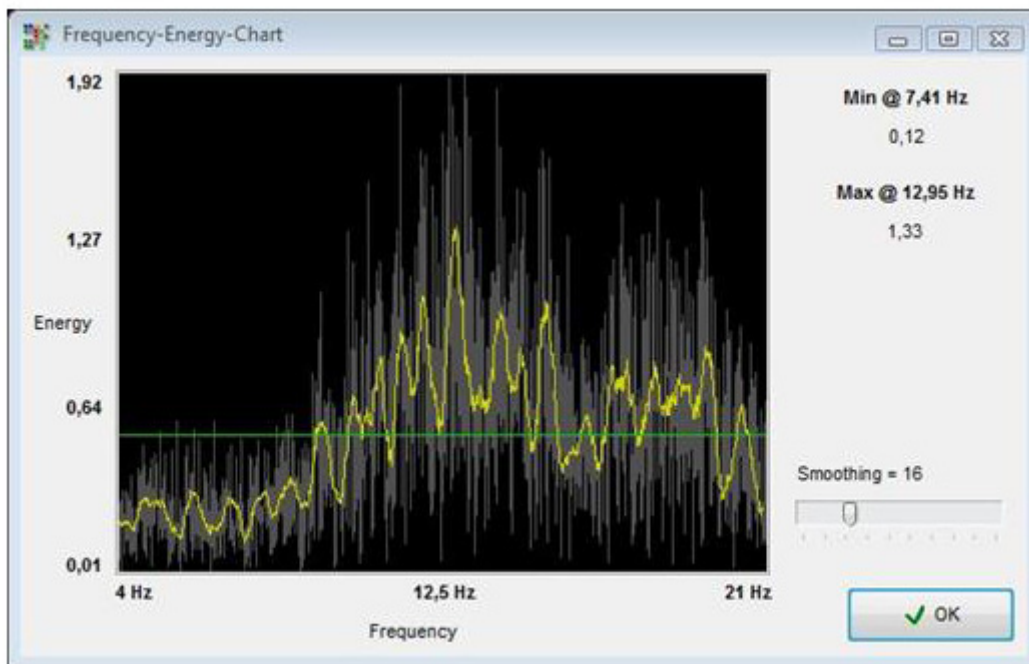 Frequency-Energy-Chart
1,92
Min @ 7,41 Hz
0,12
Max @ 12,95 Hz
1,33
1,27
Energy
0,64
Smoothing = 16
0,01
4 Hz 12,5 Hz 21 Hz
Frequency
OK